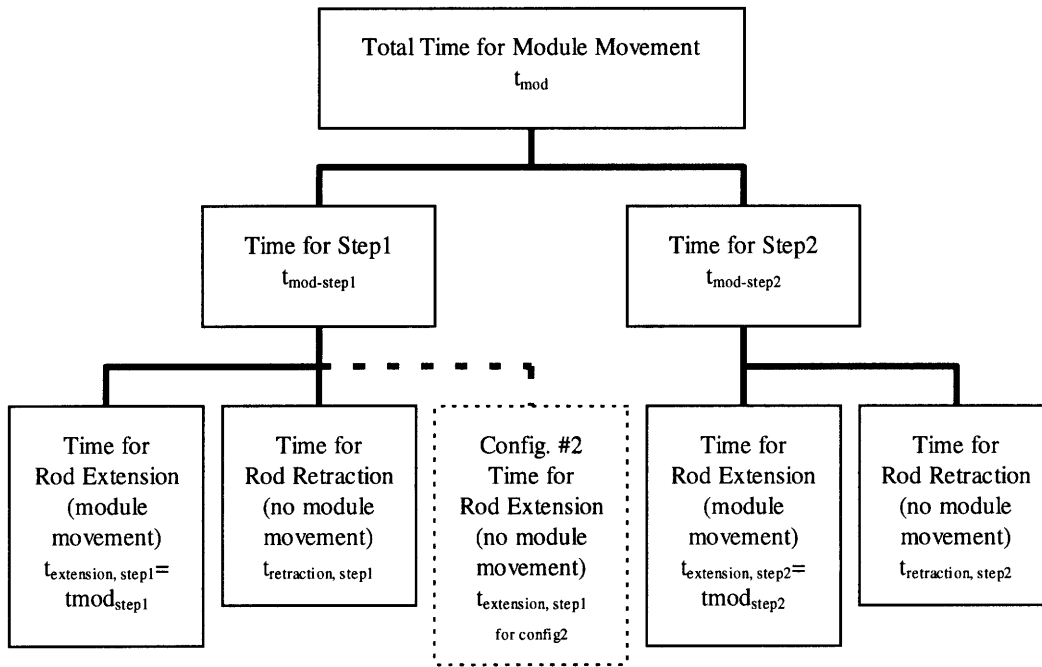 Total Time for Module Movement
tmod
Time for Step1
tmod-step1
Time for Step2
tmod-step2
Time for
Rod Extension
(module
movement)
textension, step1=
tmodstep1
Time for
Rod Retraction
(no module
movement)
tretraction, step1
Config. #2
Time for
Rod Extension
(no module
movement)
textension, step1
for config2
Time for
Rod Extension
(module
movement)
textension, step2=
tmodstep2
Time for
Rod Retraction
(no module
movement)
tretraction, step2